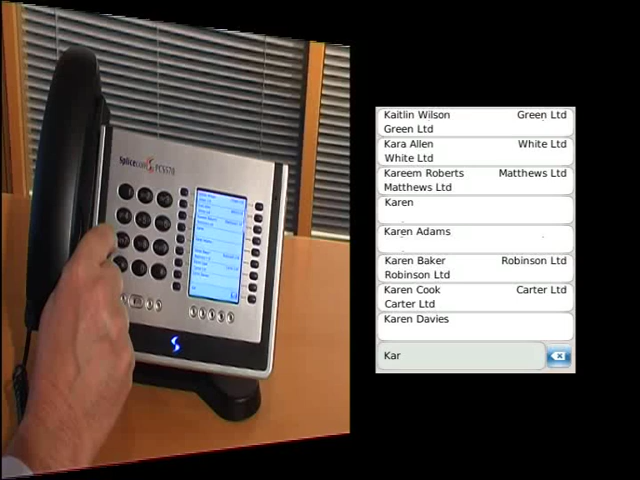 Splicecom PCS570
Kaitlin Wilson Green Ltd
Green Ltd
Kara Allen White Ltd
White Ltd
Kareem Roberts Matthews Ltd
Matthews Ltd
Karen
Karen Adams
Karen Baker Robinson Ltd
Robinson Ltd
Karen Cook Carter Ltd
Carter Ltd
Karen Davies
Kar